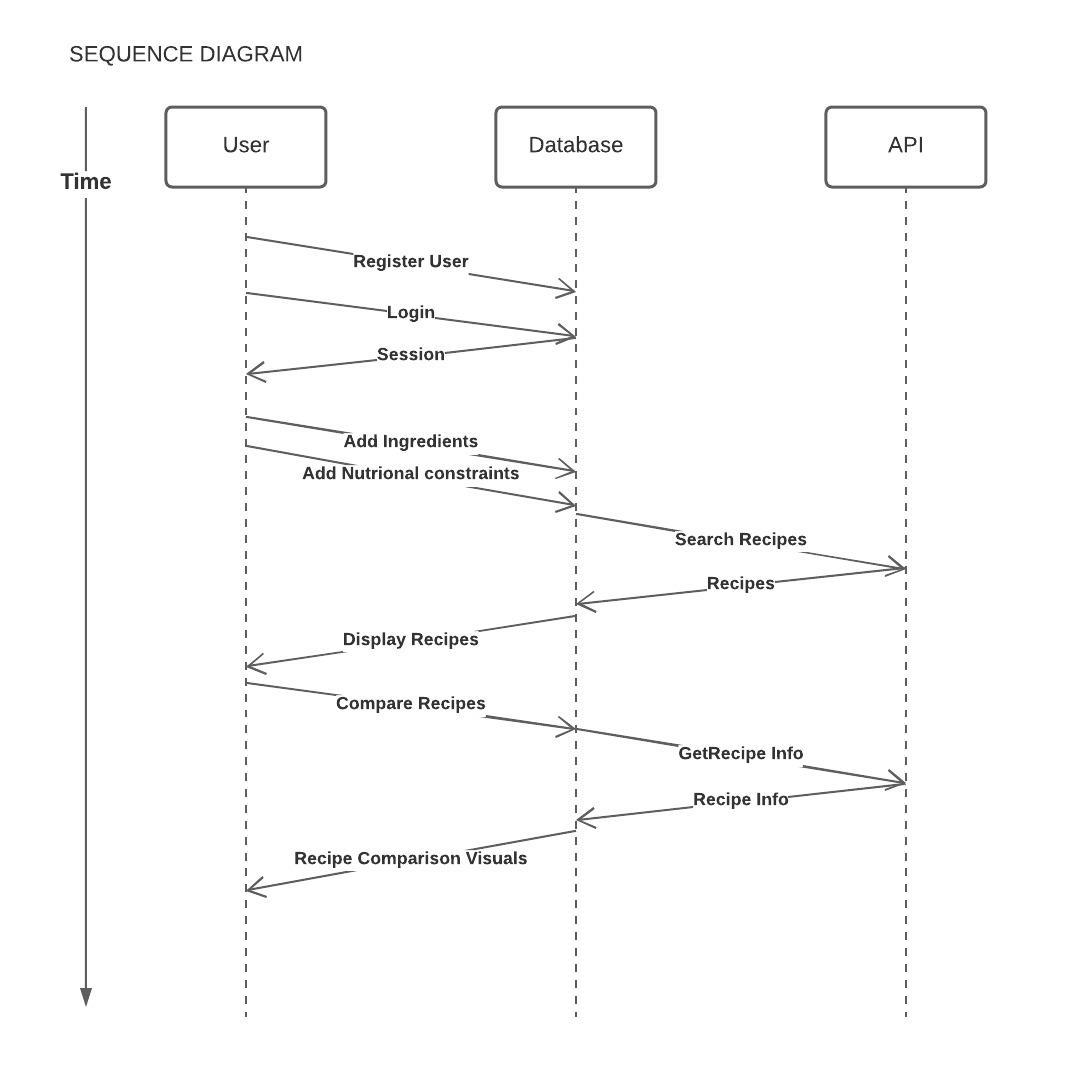 SEQUENCE DIAGRAM
User
Database
API
Time
Register User
Login
Session
Add Ingredients
Add Nutrional constraints
Search Recipes
Recipes
Display Recipes
Compare Recipes
GetRecipe Info
Recipe Info
Recipe Comparison Visuals